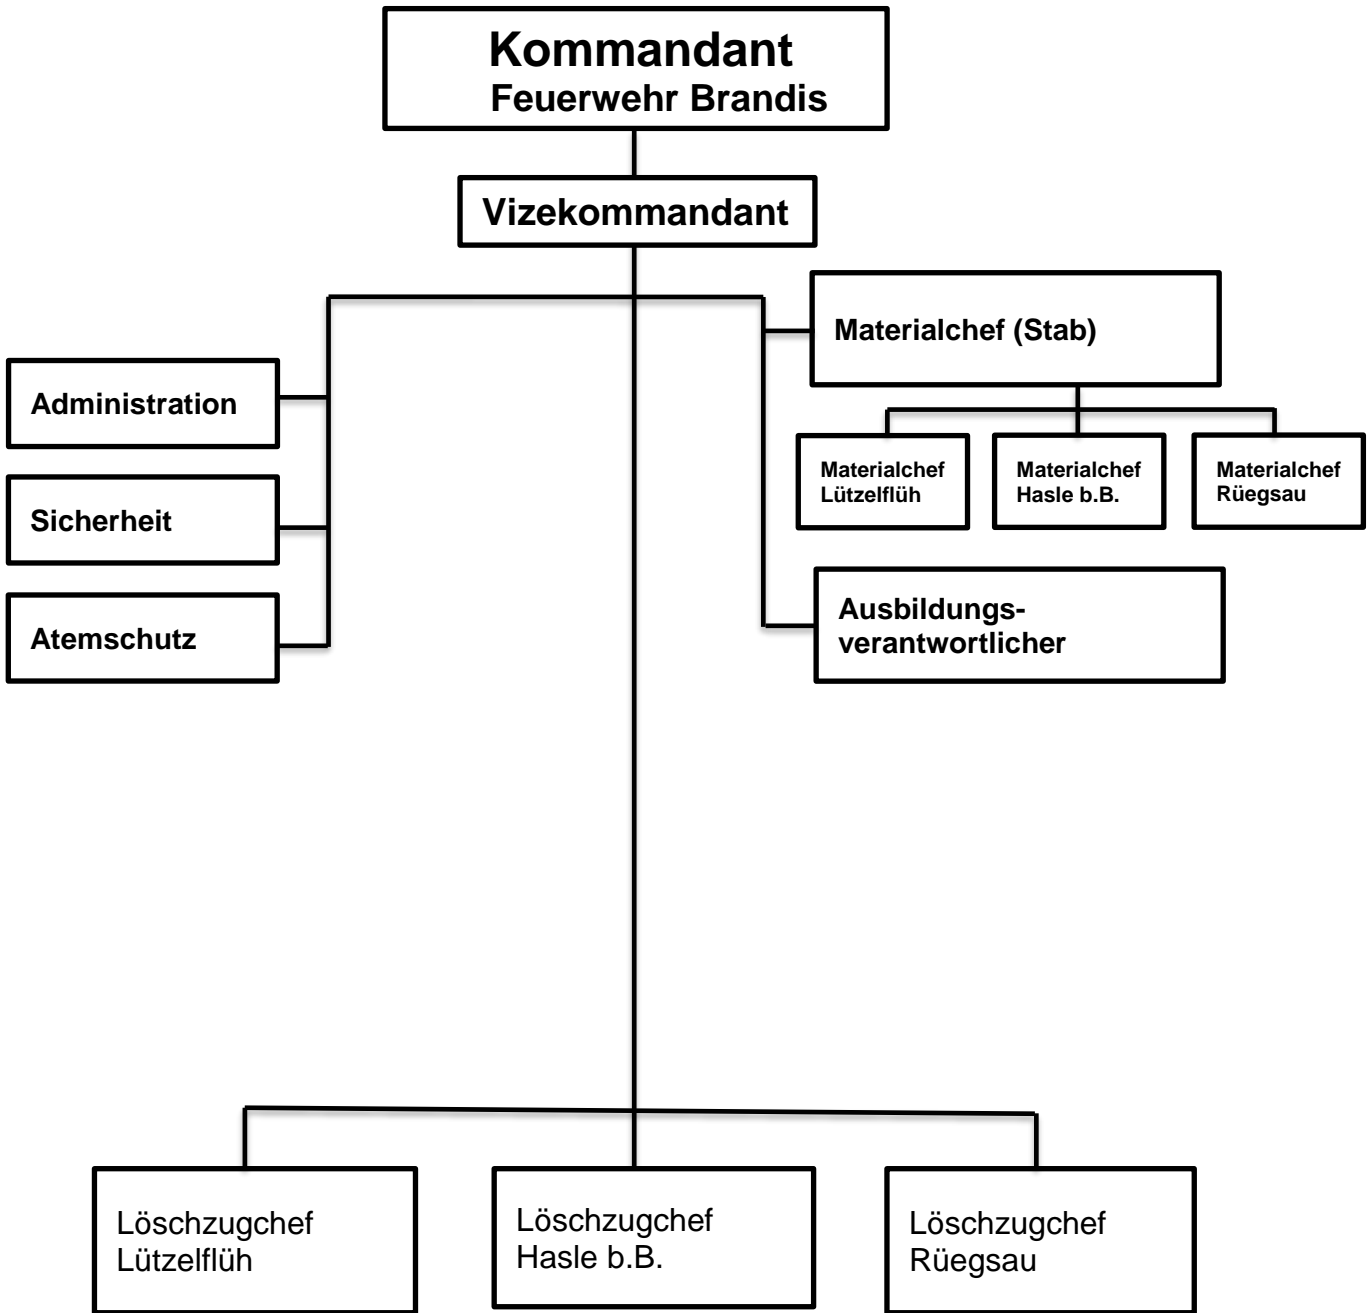 Kommandant
Feuerwehr Brandis
Vizekommandant
Materialchef (Stab)
Administration
Sicherheit
Atemschutz
Materialchef
Lützelflüh
Materialchef
Hasle b.B.
Materialchef
Rüegsau
Ausbildungs-
verantwortlicher
Löschzugchef
Lützelflüh
Löschzugchef
Hasle b.B.
Löschzugchef
Rüegsau